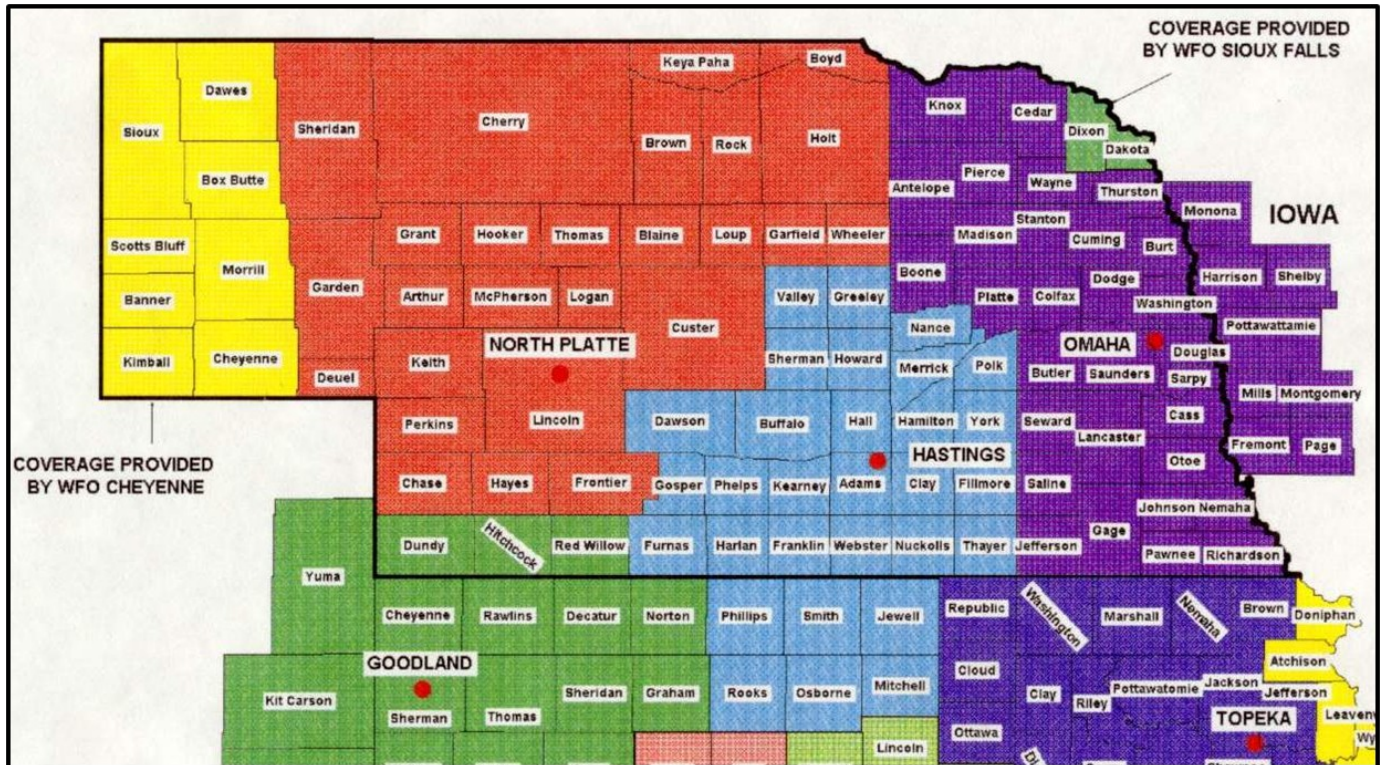 COVERAGE PROVIDED
BY WFO SIOUX FALLS
Keya Paha
Boyd
Dawes
Sioux
Sheridan
Cherry
Knox
Cedar
Dixon
Dakota
Brown
Rock
Holt
Box Butte
Antelope
Pierce
Wayne
Thurston
Monona
IOWA
Scotts Bluff
Morrill
Grant
Hooker
Thomas
Blaine
Loup
Garfield
Wheeler
Madison
Stanton
Cuming
Burt
Harrison
Shelby
Banner
Garden
Arthur
McPherson
Logan
Custer
Valley
Greeley
Boone
Platte
Colfax
Dodge
Washington
Pottawattamie
Kimball
Cheyenne
Deuel
Keith
NORTH PLATTE
Sherman
Howard
Nance
Merrick
Polk
OMAHA
Butler
Saunders
Douglas
Sarpy
Mills
Montgomery
Perkins
Lincoln
Dawson
Buffalo
Hall
Hamilton
York
Seward
Lancaster
Cass
Otoe
Fremont
Page
COVERAGE PROVIDED
BY WFO CHEYENNE
HASTINGS
Chase
Hayes
Frontier
Gosper
Phelps
Kearney
Adams
Clay
Fillmore
Saline
Gage
Johnson
Nemaha
Dundy
Hitchcock
Red Willow
Furnas
Harlan
Franklin
Webster
Nuckolls
Thayer
Jefferson
Pawnee
Richardson
Yuma
Cheyenne
Rawlins
Decatur
Norton
Phillips
Smith
Jewell
Republic
Washington
Marshall
Nemaha
Brown
Doniphan
GOODLAND
Kit Carson
Sherman
Thomas
Sheridan
Graham
Rooks
Osborne
Mitchell
Cloud
Clay
Riley
Pottawatomie
Jackson
Atchison
Jefferson
Lincoln
Ottawa
TOPEKA